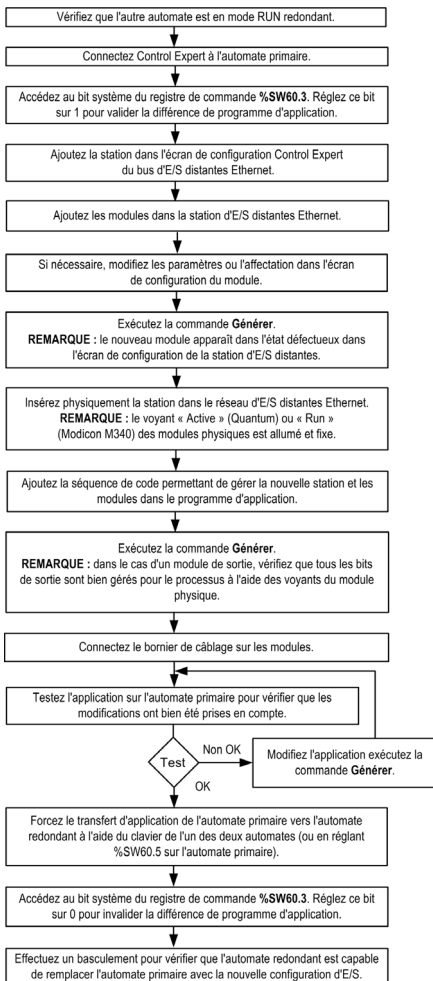 Vérifiez que l'autre automate est en mode RUN redondant.
Connectez Control Expert à l'automate primaire.
Accédez au bit système du registre de commande %SW60.3. Réglez ce bit
sur 1 pour valider la différence de programme d'application.
Ajoutez la station dans l'écran de configuration Control Expert
du bus d'E/S distantes Ethernet.
Ajoutez les modules dans la station d'E/S distantes Ethernet.
Si nécessaire, modifiez les paramètres ou l'affectation dans l'écran
de configuration du module.
Exécutez la commande Générer.
REMARQUE : le nouveau module apparaît dans l'état défectueux dans
l'écran de configuration de la station d'E/S distantes.
Insérez physiquement la station dans le réseau d'E/S distantes Ethernet.
REMARQUE : le voyant « Active » (Quantum) ou « Run »
(Modicon M340) des modules physiques est allumé et fixe.
Ajoutez la séquence de code permettant de gérer la nouvelle station et les
modules dans le programme d'application.
Exécutez la commande Générer.
REMARQUE : dans le cas d'un module de sortie, vérifiez que tous les bits
de sortie sont bien gérés pour le processus à l'aide des voyants du module
physique.
Connectez le bornier de câblage sur les modules.
Testez l'application sur l'automate primaire pour vérifier que les
modifications ont bien été prises en compte.
Test
Non OK
Modifiez l'application exécutez la
commande Générer.
OK
Forcez le transfert d'application de l'automate primaire vers l'automate
redondant à l'aide du clavier de l'un des deux automates (ou en réglant
%SW60.5 sur l'automate primaire).
Accédez au bit système du registre de commande %SW60.3. Réglez ce bit
sur 0 pour invalider la différence de programme d'application.
Effectuez un basculement pour vérifier que l'automate redondant est capable
de remplacer l'automate primaire avec la nouvelle configuration d'E/S.